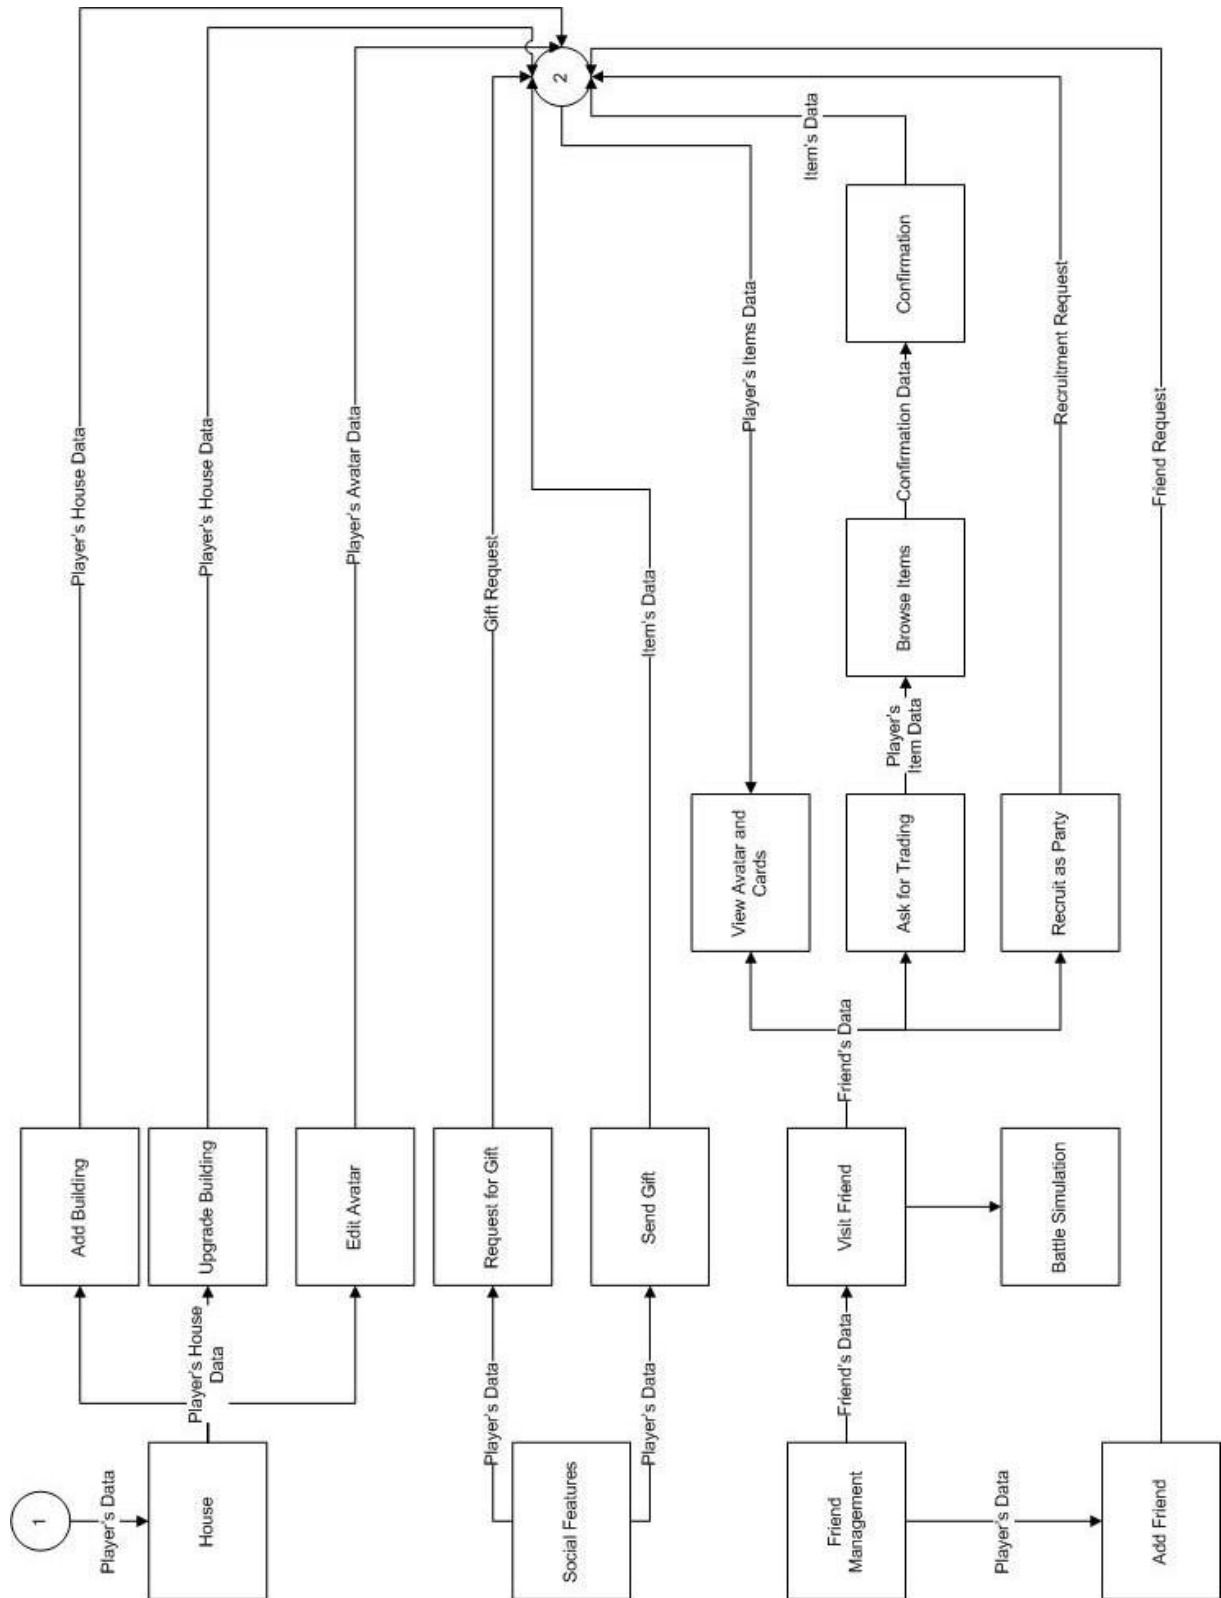 1
Player's Data
House
Player's House
Data
Add Building
Player's House Data
Upgrade Building
Player's House Data
Edit Avatar
Player's Avatar Data
Social Features
Player's Data
Request for Gift
Gift Request
Player's Data
Send Gift
Item's Data
2
Player's Items Data
View Avatar and
Cards
Friend
Management
Friend's Data
Visit Friend
Friend's Data
Ask for Trading
Player's
Item Data
Browse Items
Confirmation Data
Confirmation
Item's Data
Battle Simulation
Recruit as Party
Recruitment Request
Player's Data
Add Friend
Friend Request